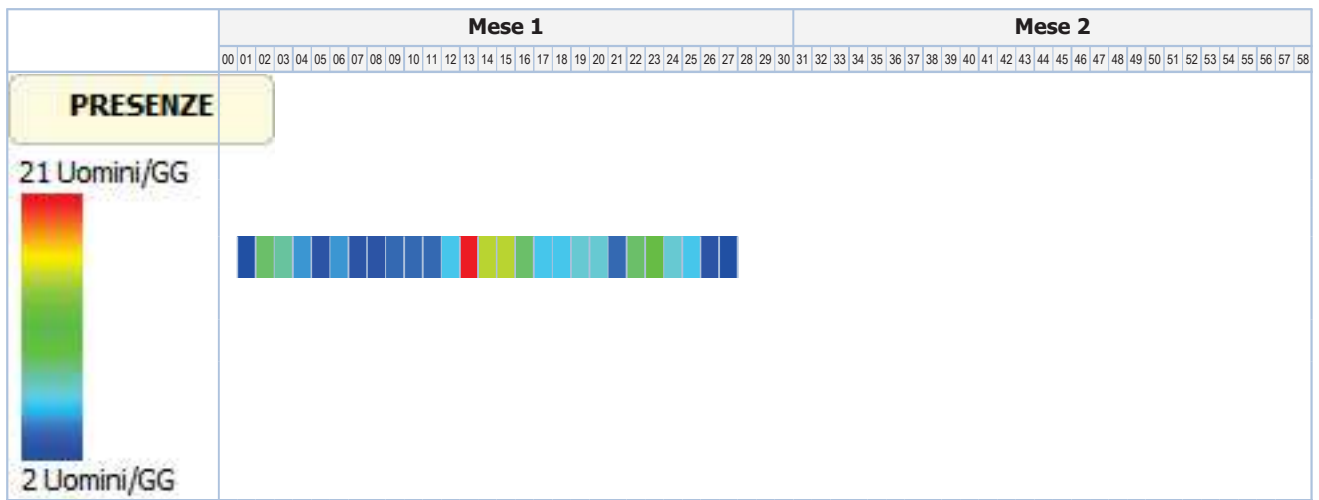 Mese 1 Mese 2
00 01 02 03 04 05 06 07 08 09 10 11 12 13 14 15 16 17 18 19 20 21 22 23 24 25 26 27 28 29 30 31 32 33 34 35 36 37 38 39 40 41 42 43 44 45 46 47 48 49 50 51 52 53 54 55 56 57 58
PRESENZE
21 Uomini/GG
2 Uomini/GG